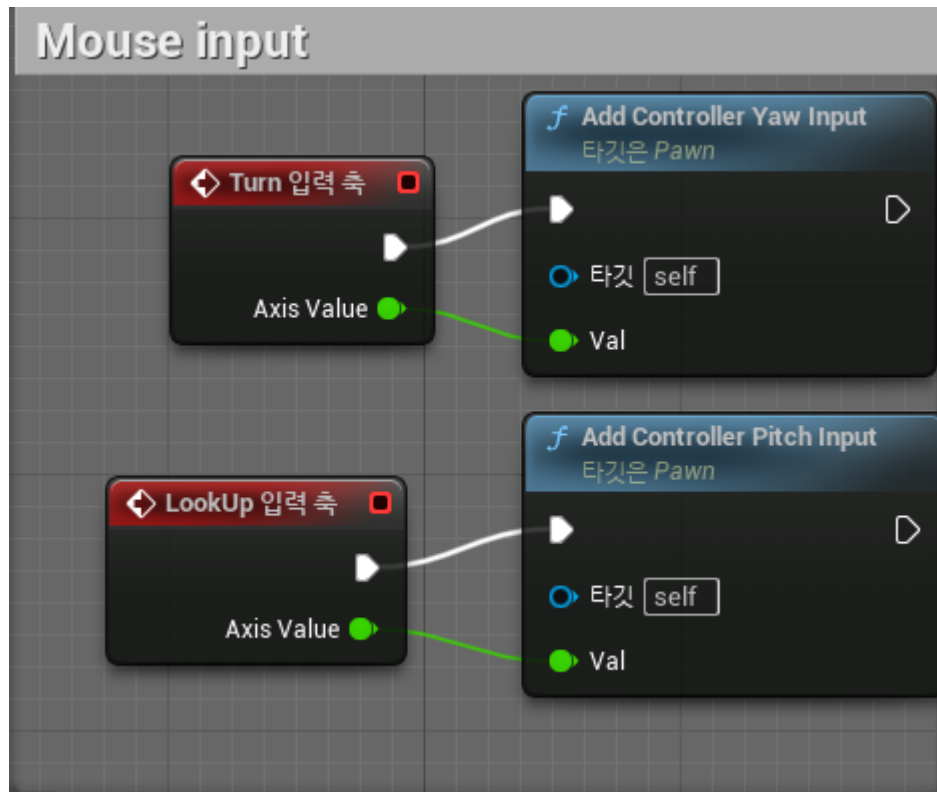 Mouse input
Add Controller Yaw Input
타깃은 Pawn
Turn 입력 축
타깃 self
Axis Value
Val
Add Controller Pitch Input
타깃은 Pawn
LookUp 입력 축
타깃 self
Axis Value
Val